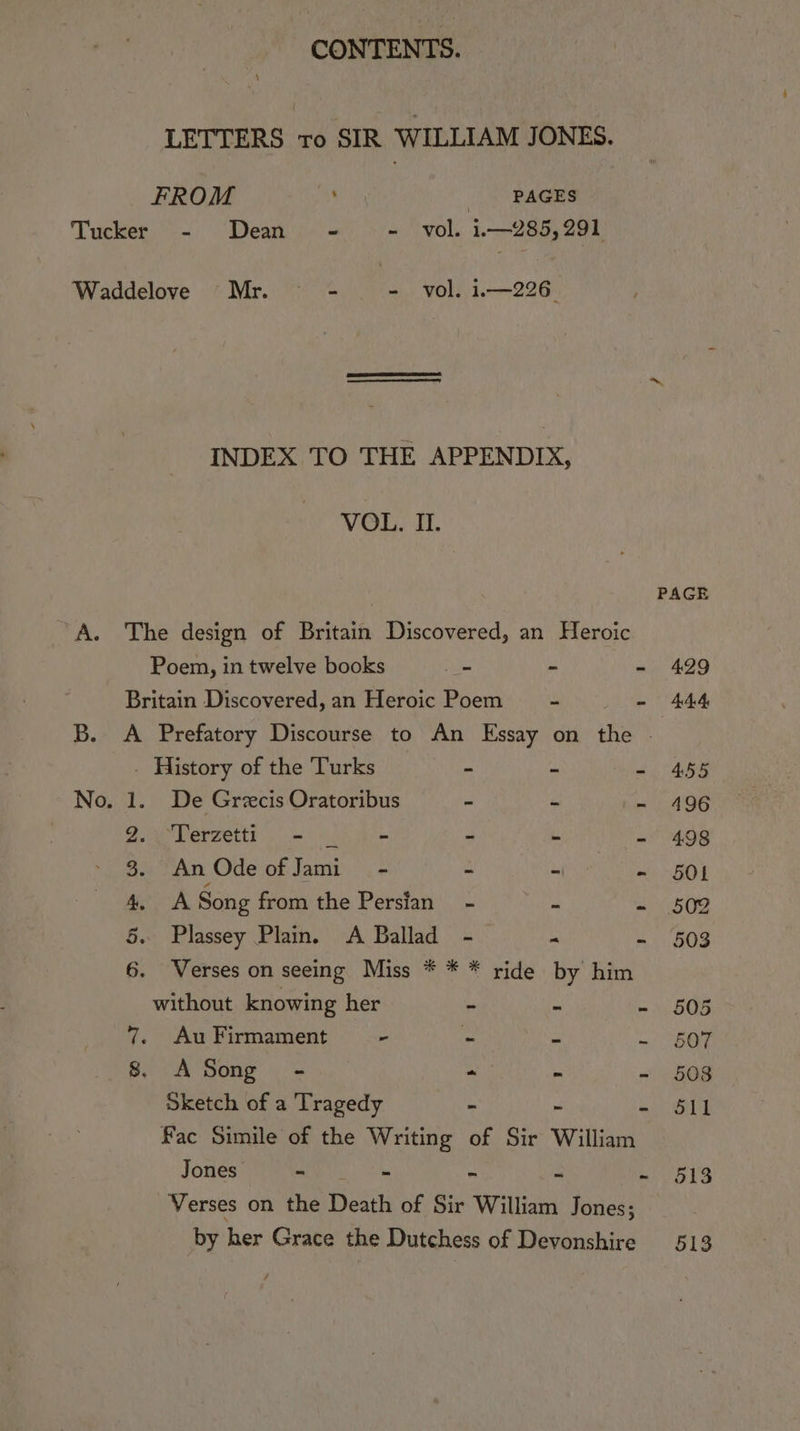 CONTENTS.
LETTERS TO SIR WILLIAM JONES.
FROM PAGES
Tucker - Dean - - vol. i.—285, 291
Waddelove Mr. - - vol. i.—226
INDEX TO THE APPENDIX,
VOL. II.
PAGE
A. The design of Britain Discovered, an Heroic
Poem, in twelve books - - - 429
Britain Discovered, an Heroic Poem - - 444
B. A Prefatory Discourse to An Essay on the
History of the Turks - - - 455
No. 1. De Græcis Oratoribus - - - 496
2. Terzetti - - - - - 498
3. An Ode of Jami - - - - 501
4. A Song from the Persian - - - 502
5. Plassey Plain. A Ballad - - - 503
6. Verses on seeing Miss * * * ride by him
without knowing her - - - 505
7. Au Firmament - - - - 507
8. A Song - - - - 508
Sketch of a Tragedy - - - 511
Fac Simile of the Writing of Sir William
Jones - - - - - 513
Verses on the Death of Sir William Jones;
by her Grace the Dutchess of Devonshire 513